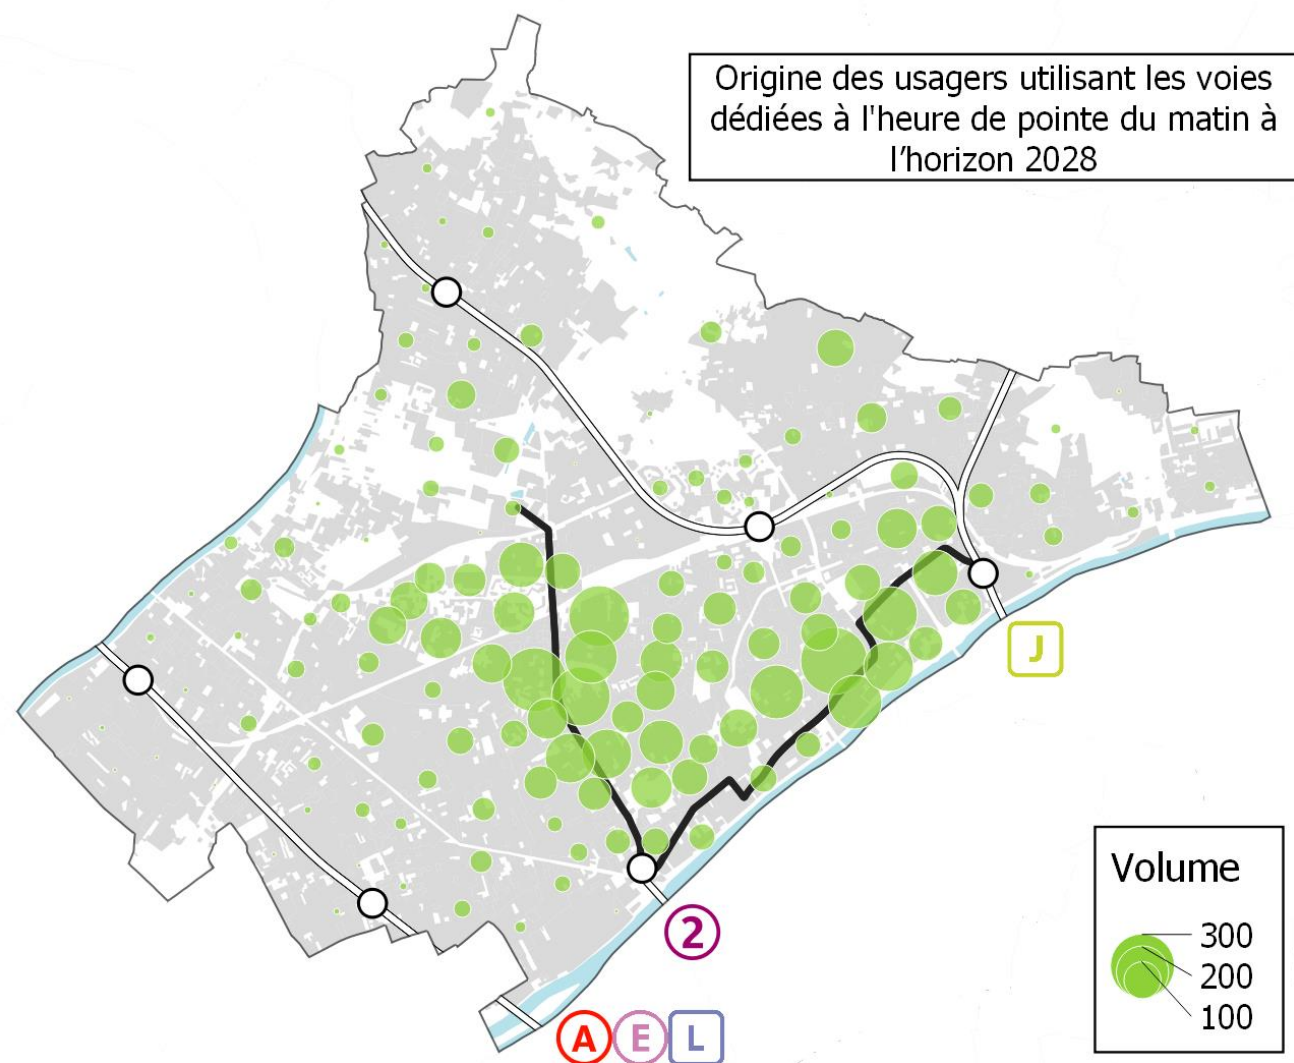 Origine des usagers utilisant les voies
dédiées à l'heure de pointe du matin à
l’horizon 2028
J
2
A E L
Volume
300
200
100